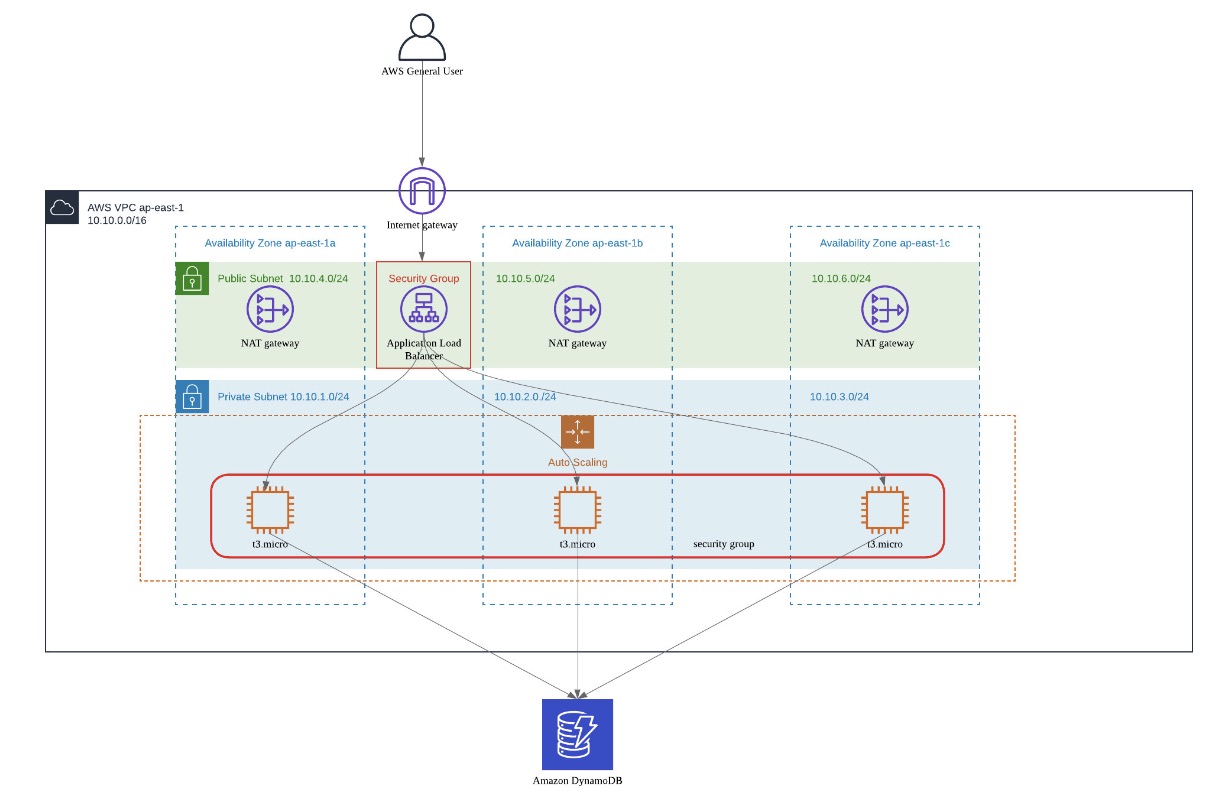 AWS General User
Internet gateway
AWS VPC ap-east-1
10.10.0.0/16
Availability Zone ap-east-1a
Availability Zone ap-east-1b
Availability Zone ap-east-1c
Public Subnet 10.10.4.0/24
Security Group
10.10.5.0/24
10.10.6.0/24
NAT gateway
Application Load
Balancer
NAT gateway
NAT gateway
Private Subnet 10.10.1.0/24
10.10.2.0./24
10.10.3.0/24
Auto Scaling
t3.micro
t3.micro
security group
t3.micro
Amazon DynamoDB